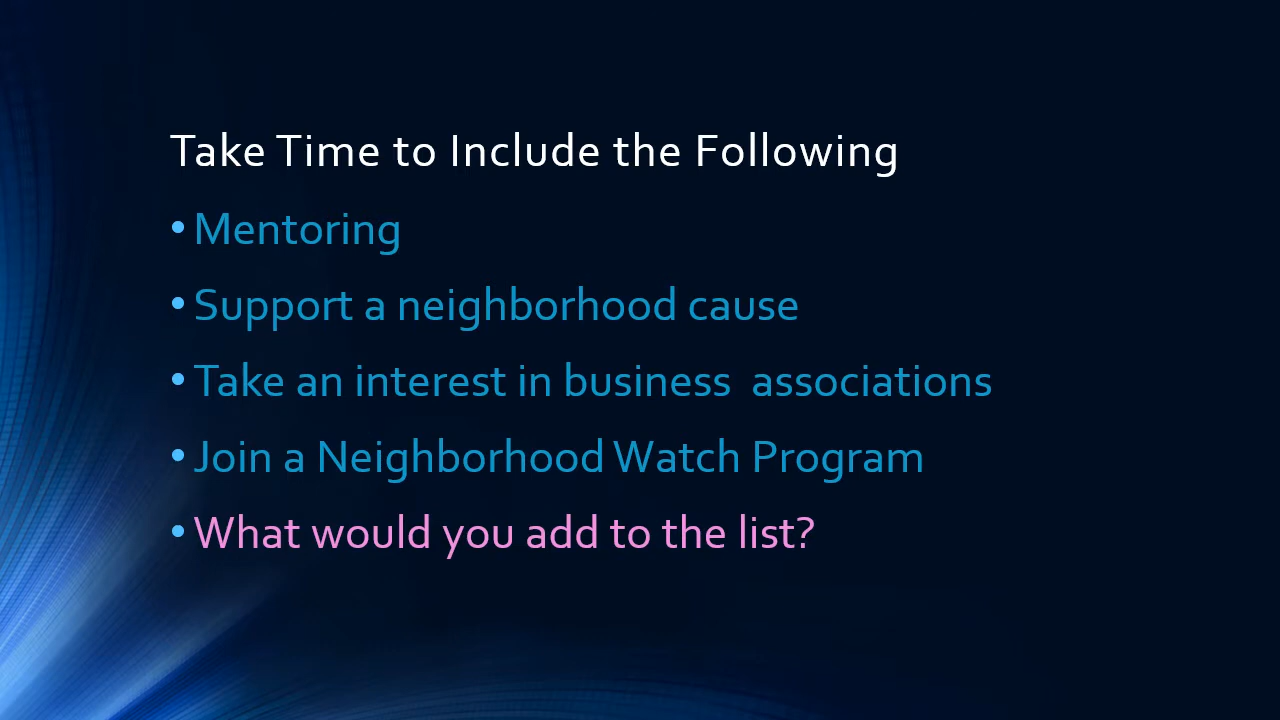 Take Time to Include the Following
• Mentoring
• Support a neighborhood cause
• Take an interest in business  associations
• Join a Neighborhood Watch Program
• What would you add to the list?